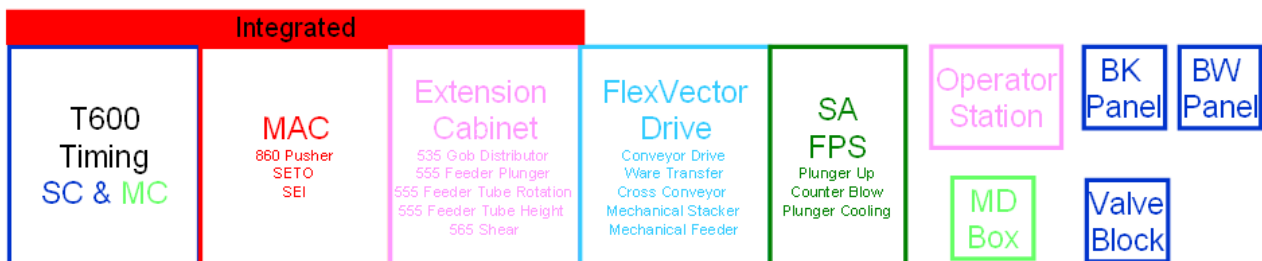 Integrated
T600
Timing
SC & MC
MAC
860 Pusher
SETO
SEI
Extension
Cabinet
535 Gob Distributor
555 Feeder Plunger
555 Feeder Tube Rotation
555 Feeder Tube Height
565 Shear
FlexVector
Drive
Conveyor Drive
Ware Transfer
Cross Conveyor
Mechanical Stacker
Mechanical Feeder
SA
FPS
Plunger Up
Counter Blow
Plunger Cooling
Operator
Station
MD
Box
BK
Panel
BW
Panel
Valve
Block